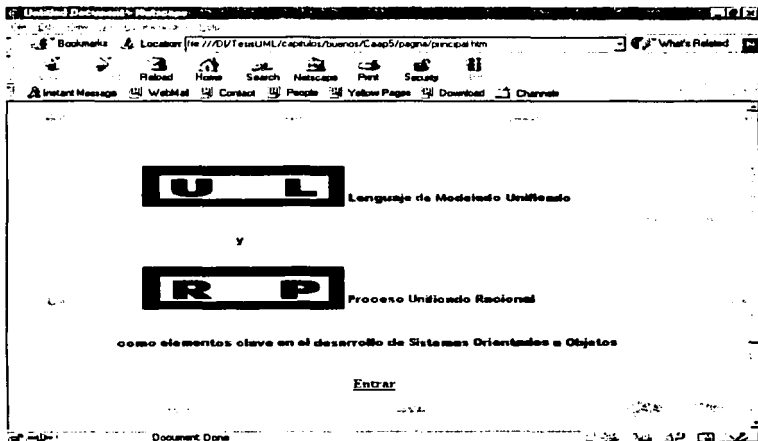 Untitled Document - Netscape
Bookmarks Location: file:///D|/TesisUML/capitulos/buenos/Caap5/pagina/principal.htm What's Related
Reload Home Search Netscape Print Security
Instant Message WebMail Contact People Yellow Pages Download Channels
U L Lenguaje de Modelado Unificado
y
R P Proceso Unificado Racional
como elementos clave en el desarrollo de Sistemas Orientados a Objetos
Entrar
Document Done